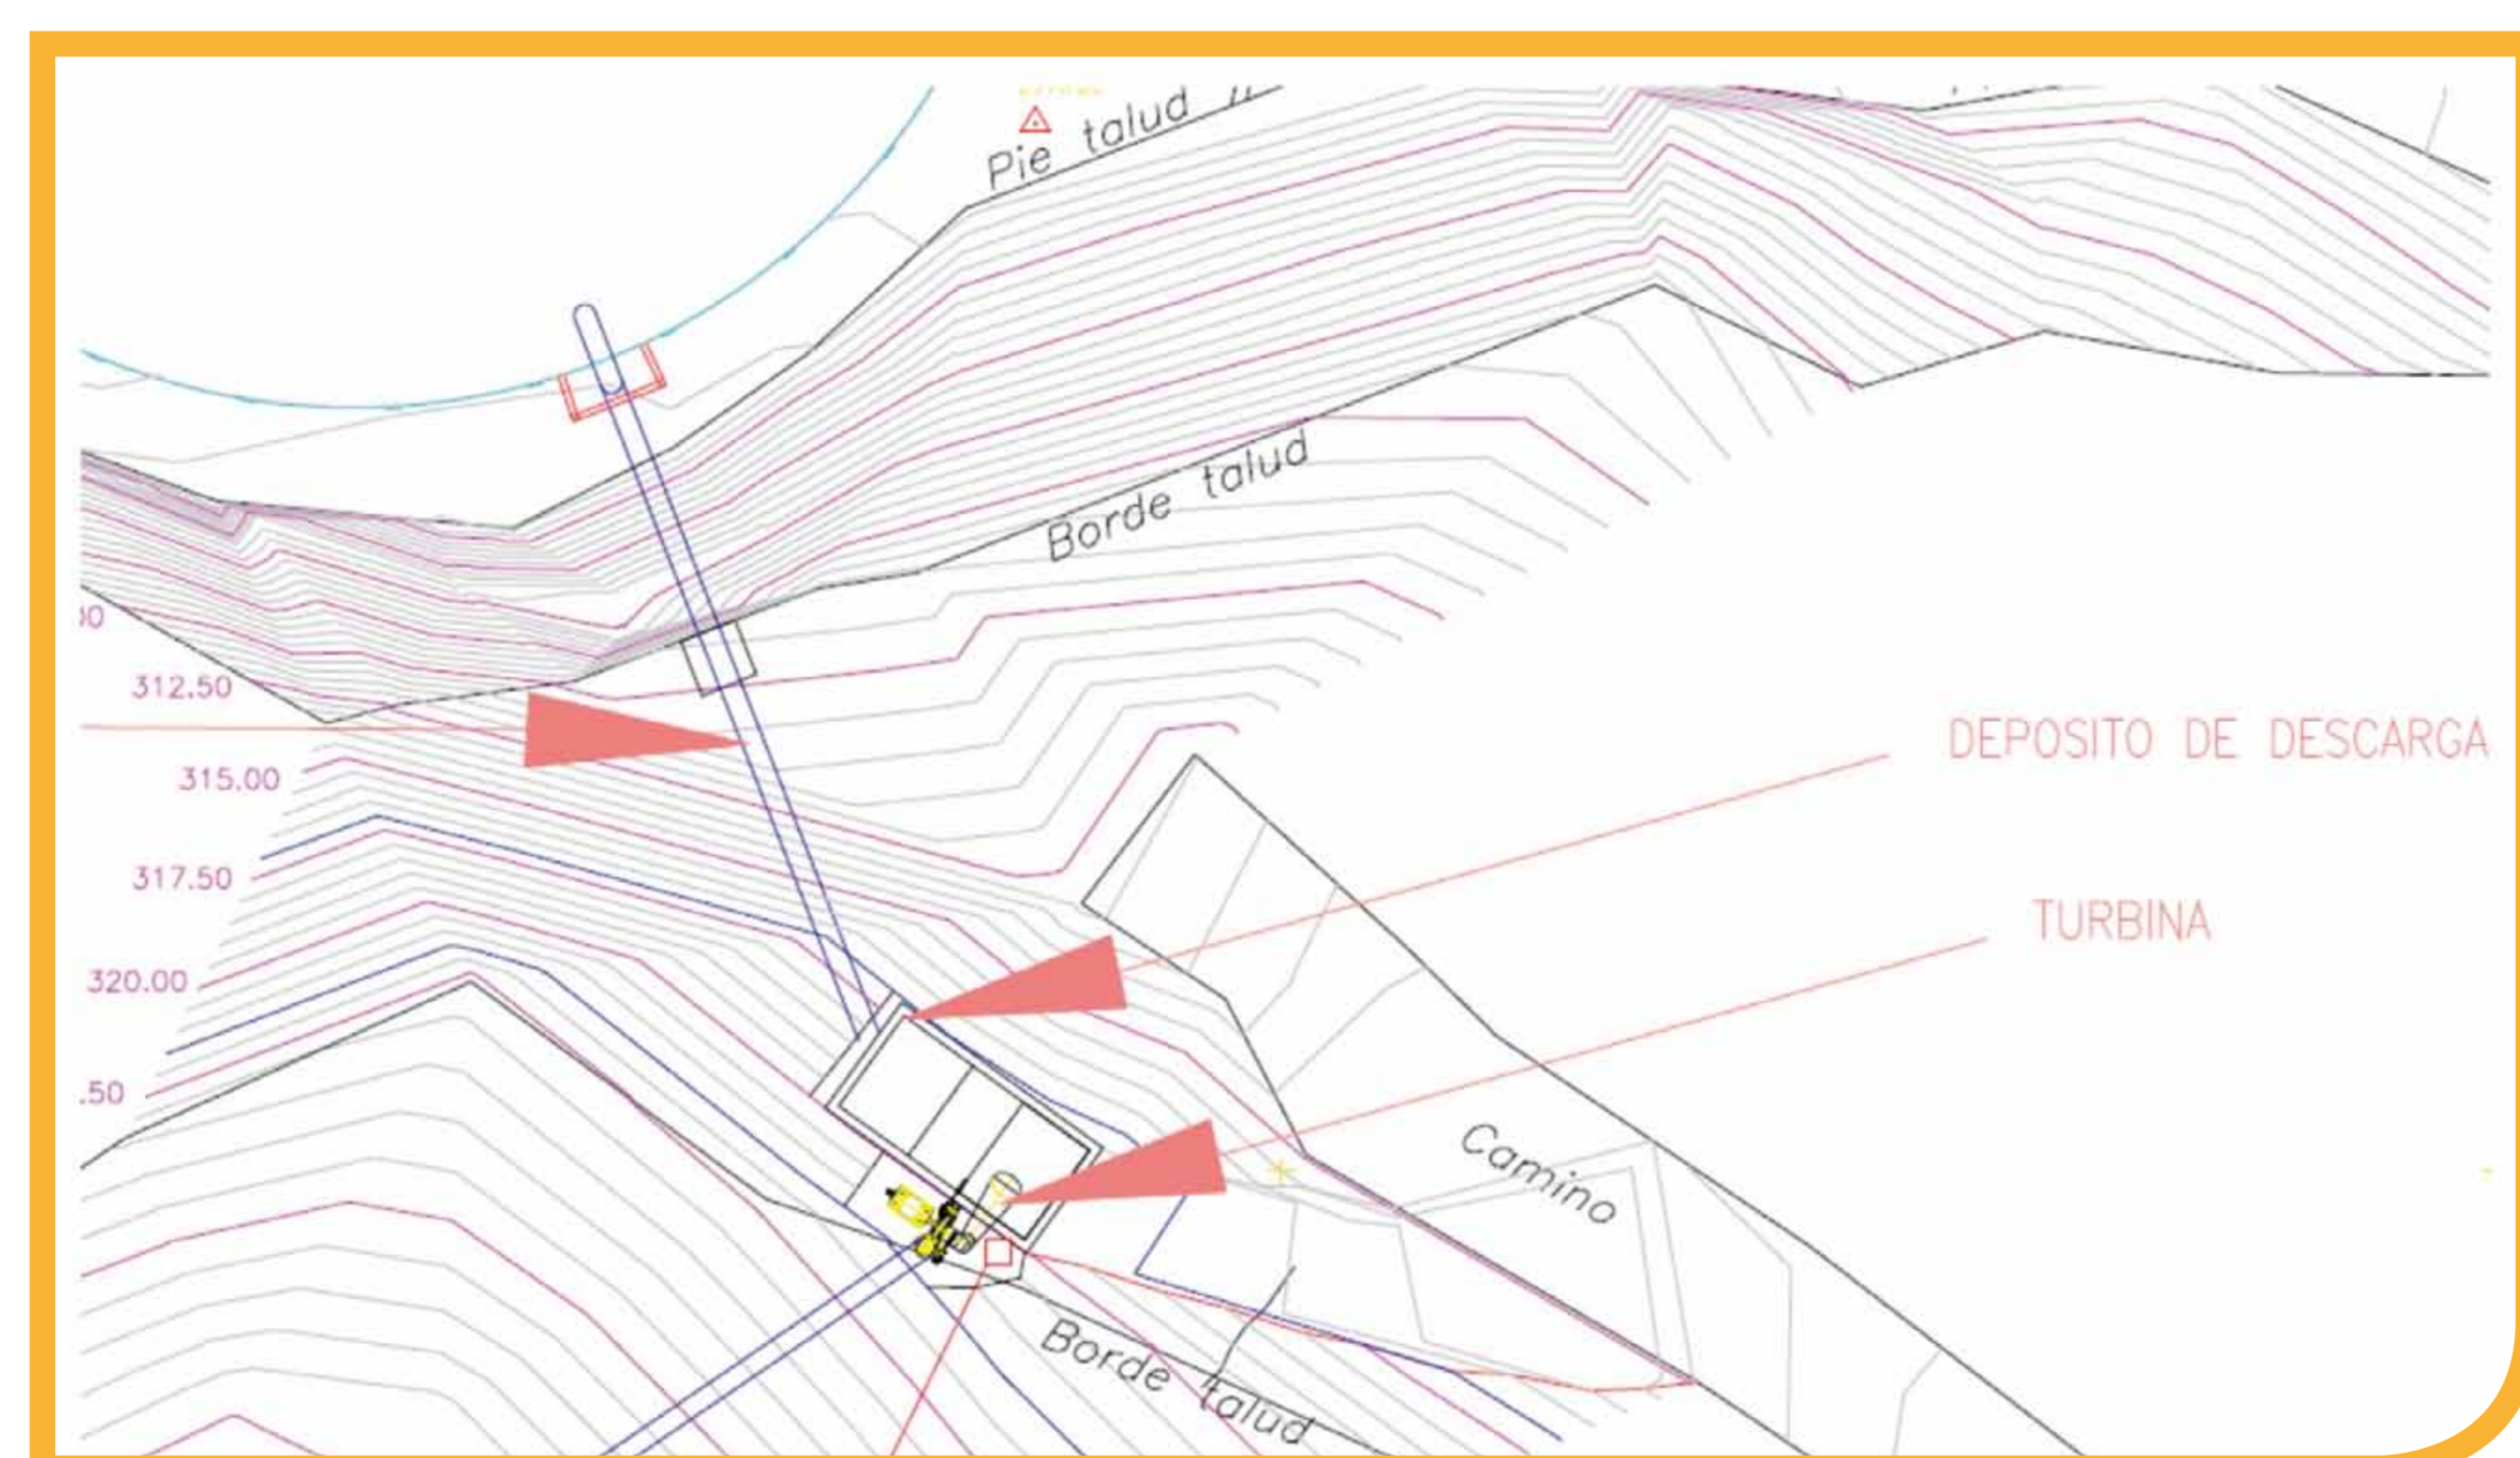 Pie talud
Borde talud
312.50
315.00
DEPOSITO DE DESCARGA
317.50
TURBINA
320.00
.50
Camino
Borde talud